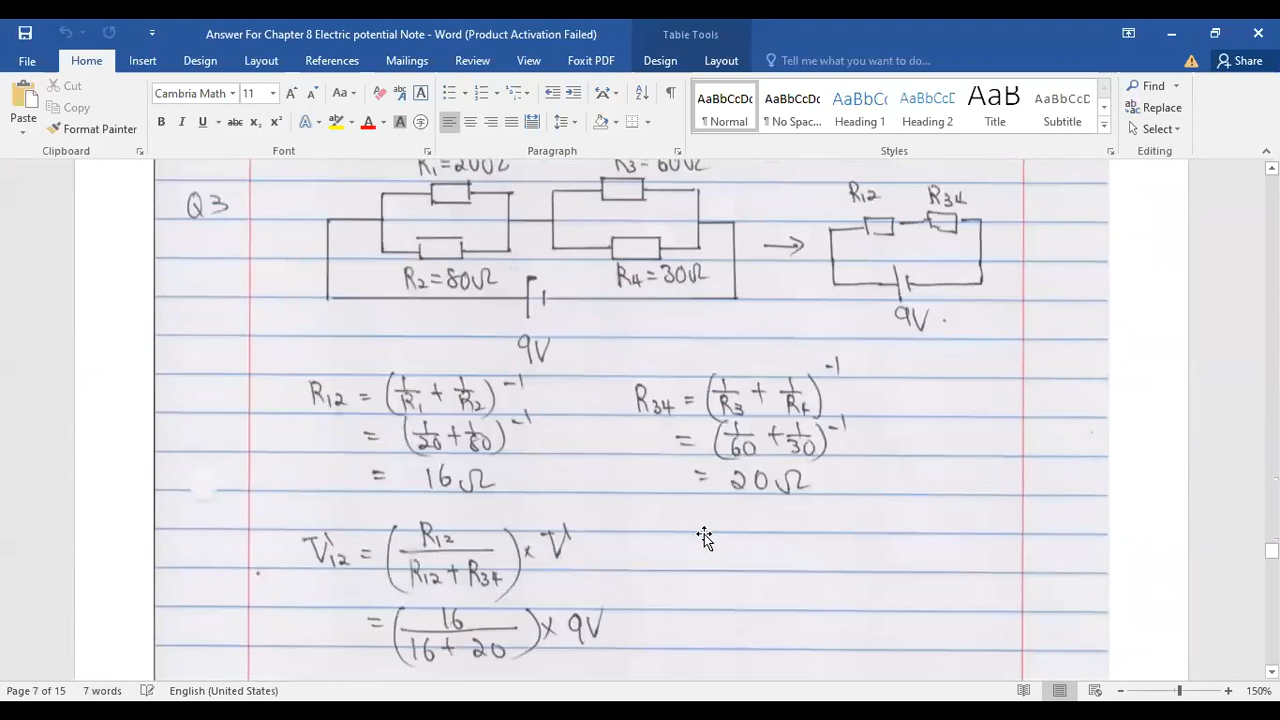 Answer For Chapter 8 Electric potential Note - Word (Product Activation Failed)
Table Tools
File Home Insert Design Layout References Mailings Review View Foxit PDF Design Layout Tell me what you want to do... Share
Paste
Cut
Copy
Format Painter
Clipboard
Cambria Math 11
Font
Paragraph
AaBbCcDc AaBbCcDc AaBbC AaBbCcD AaB AaBbCcD
¶ Normal ¶ No Spac... Heading 1 Heading 2 Title Subtitle
Styles
Find
Replace
Select
Editing
R₁=20Ω R₃=60Ω
Q3
R₁₂ R₃₄
R₂=80Ω R₄=30Ω
9V
9V
R₁₂ = (1/R₁ + 1/R₂)⁻¹
= (1/20 + 1/80)⁻¹
= 16Ω
R₃₄ = (1/R₃ + 1/R₄)⁻¹
= (1/60 + 1/30)⁻¹
= 20Ω
V₁₂ = (R₁₂/(R₁₂ + R₃₄)) × V
= (16/(16 + 20)) × 9V
Page 7 of 15 7 words English (United States) 150%